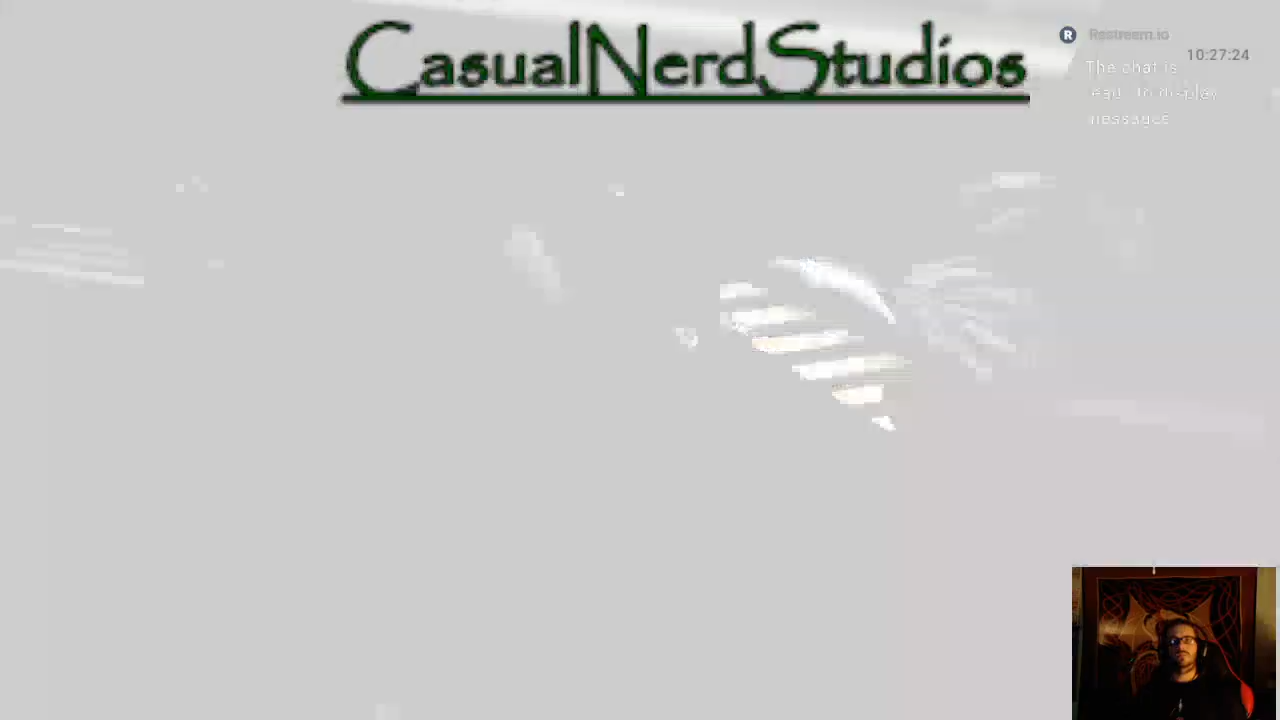 CasualNerdStudios
Restream.io
10:27:24
The chat is
ready to display
messages